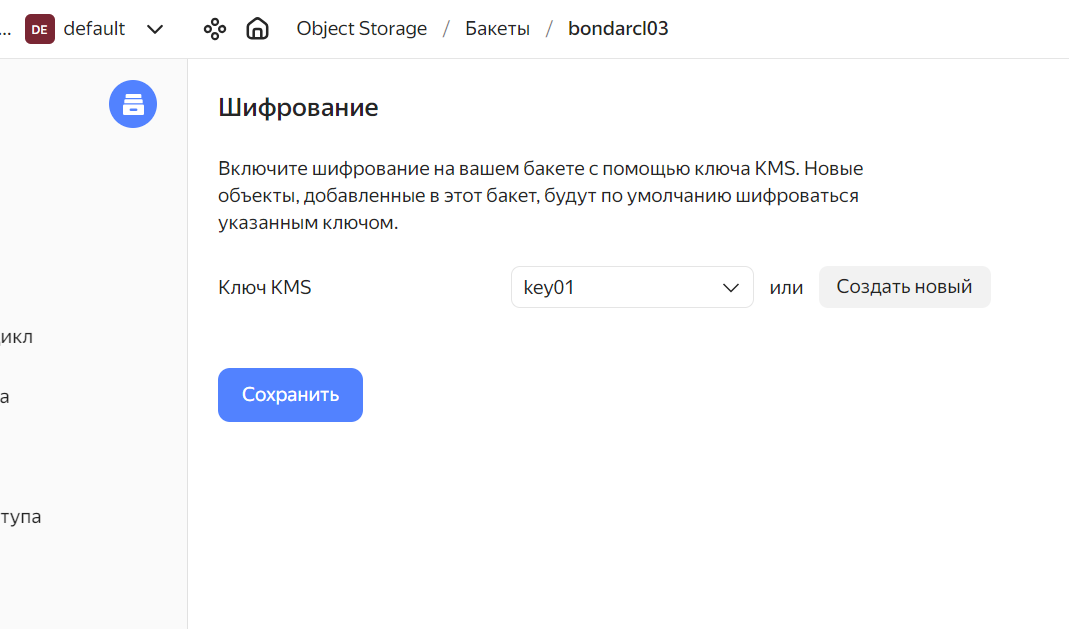 ... DE default Object Storage / Бакеты / bondarcl03
Шифрование
Включите шифрование на вашем бакете с помощью ключа KMS. Новые
объекты, добавленные в этот бакет, будут по умолчанию шифроваться
указанным ключом.
Ключ KMS key01 или Создать новый
икл
а
Сохранить
тупа